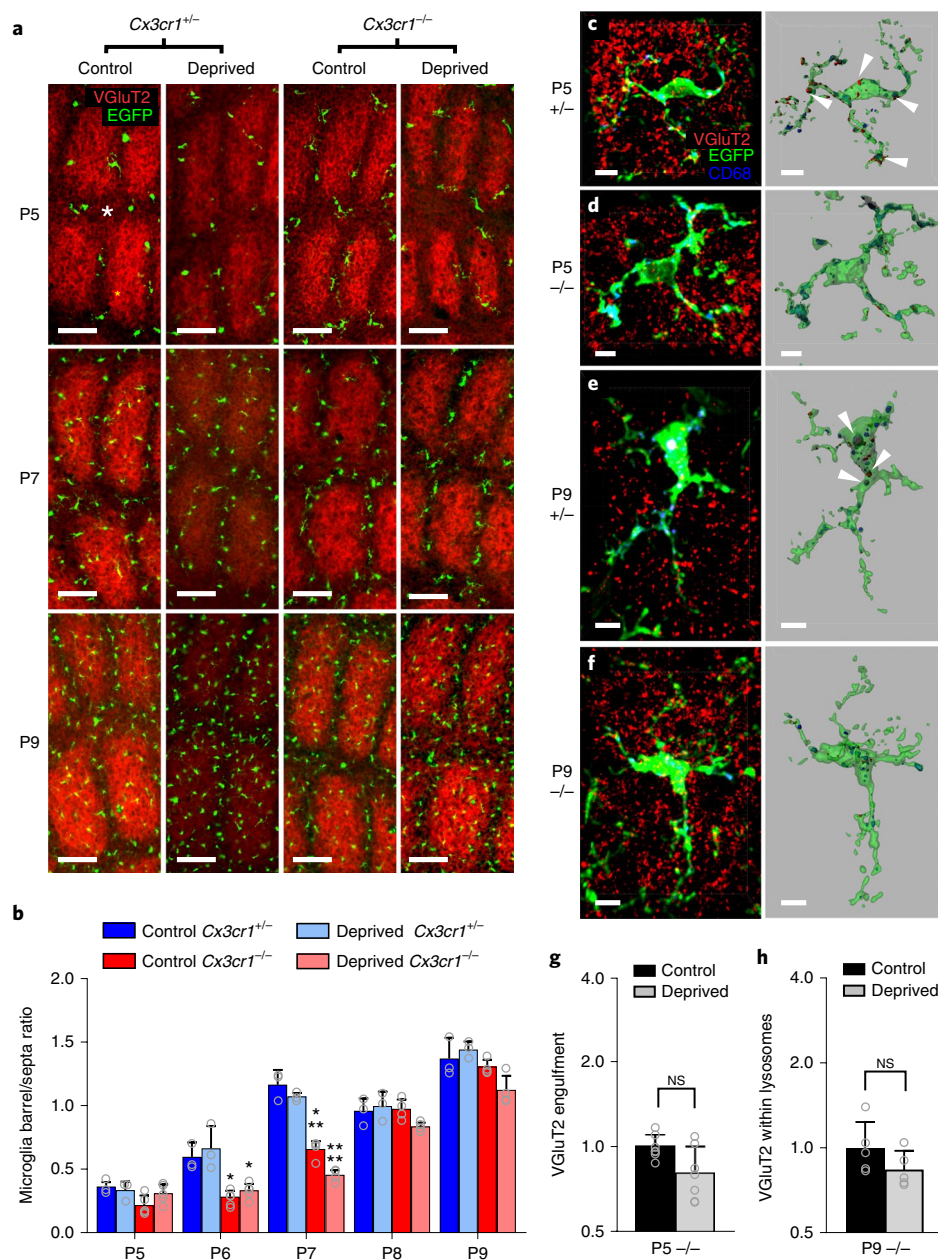 a
Cx3cr1+/–
Cx3cr1–/–
Control
Deprived
Control
Deprived
VGluT2
EGFP
*
*
P5
P7
P9
b
Control Cx3cr1+/–
Deprived Cx3cr1+/–
Control Cx3cr1–/–
Deprived Cx3cr1–/–
Microglia barrel/septa ratio
2.0
1.5
1.0
0.5
0.0
*
*
*
**
**
**
P5
P6
P7
P8
P9
c
P5
+/–
VGluT2
EGFP
CD68
d
P5
–/–
e
P9
+/–
f
P9
–/–
g
Control
Deprived
VGluT2 engulfment
4.0
2.0
1.0
0.5
NS
P5 –/–
h
Control
Deprived
VGluT2 within lysosomes
4.0
2.0
1.0
0.5
NS
P9 –/–